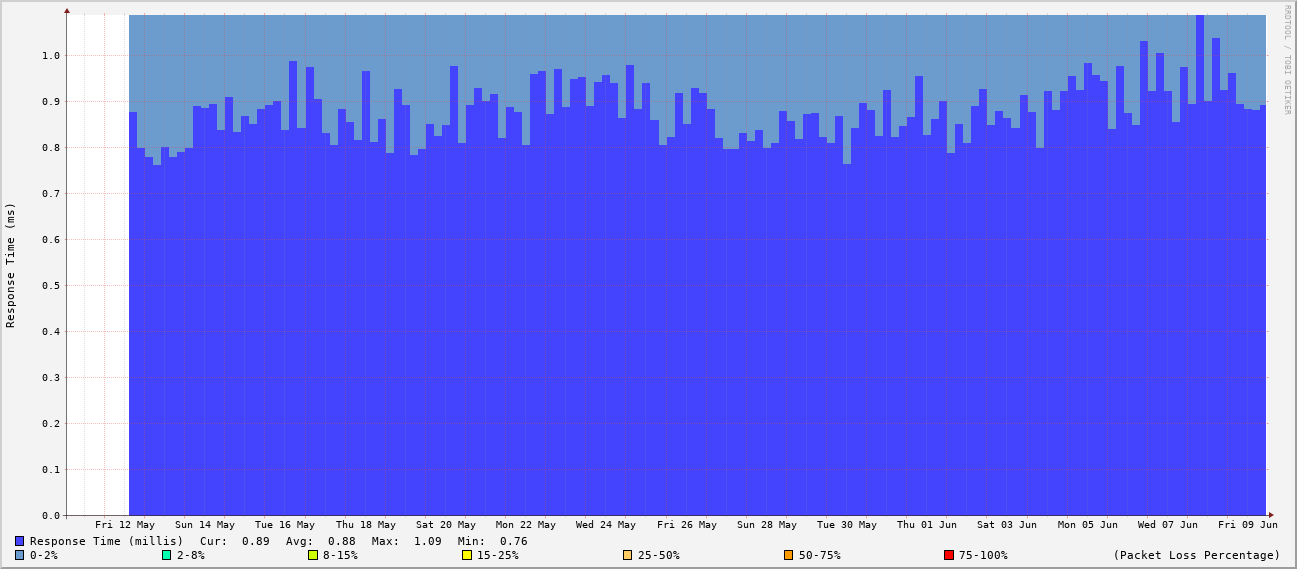 RRDTOOL / TOBI OETIKER
Response Time (ms)
1.0
0.9
0.8
0.7
0.6
0.5
0.4
0.3
0.2
0.1
0.0
Fri 12 May Sun 14 May Tue 16 May Thu 18 May Sat 20 May Mon 22 May Wed 24 May Fri 26 May Sun 28 May Tue 30 May Thu 01 Jun Sat 03 Jun Mon 05 Jun Wed 07 Jun Fri 09 Jun
Response Time (millis) Cur: 0.89 Avg: 0.88 Max: 1.09 Min: 0.76
0-2% 2-8% 8-15% 15-25% 25-50% 50-75% 75-100% (Packet Loss Percentage)